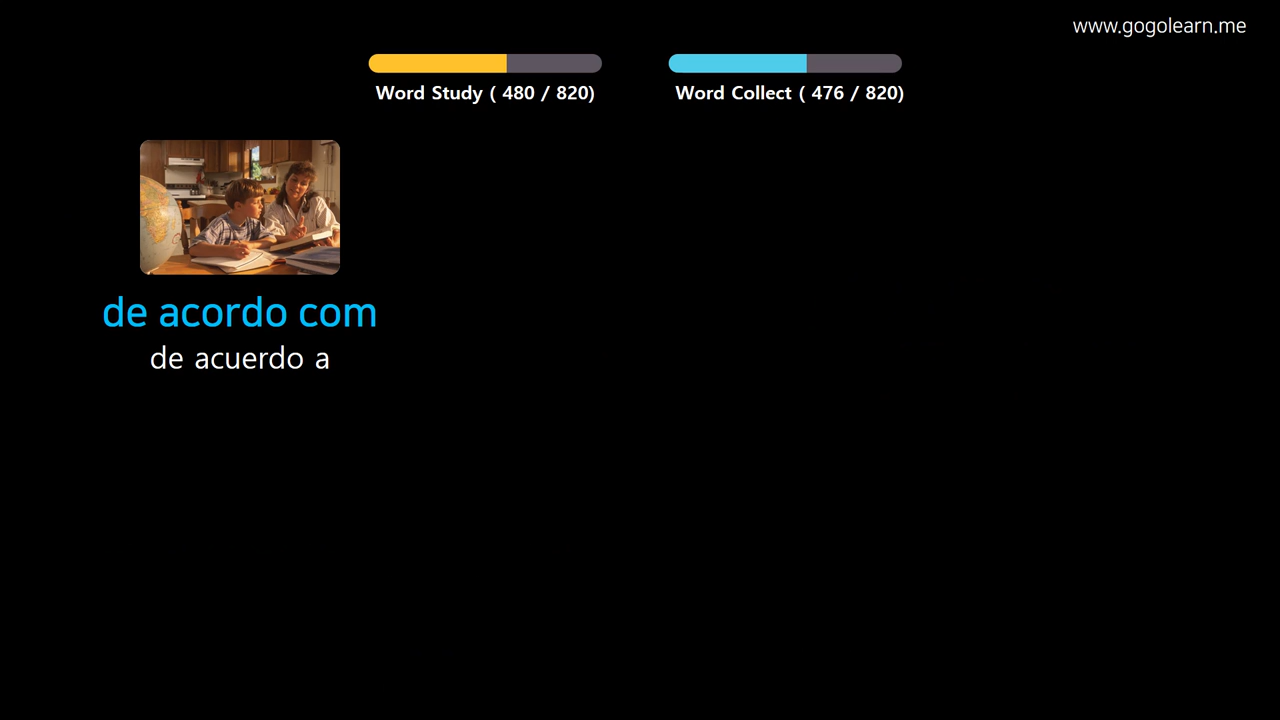 www.gogolearn.me
Word Study ( 480 / 820)
Word Collect ( 476 / 820)
de acordo com
de acuerdo a